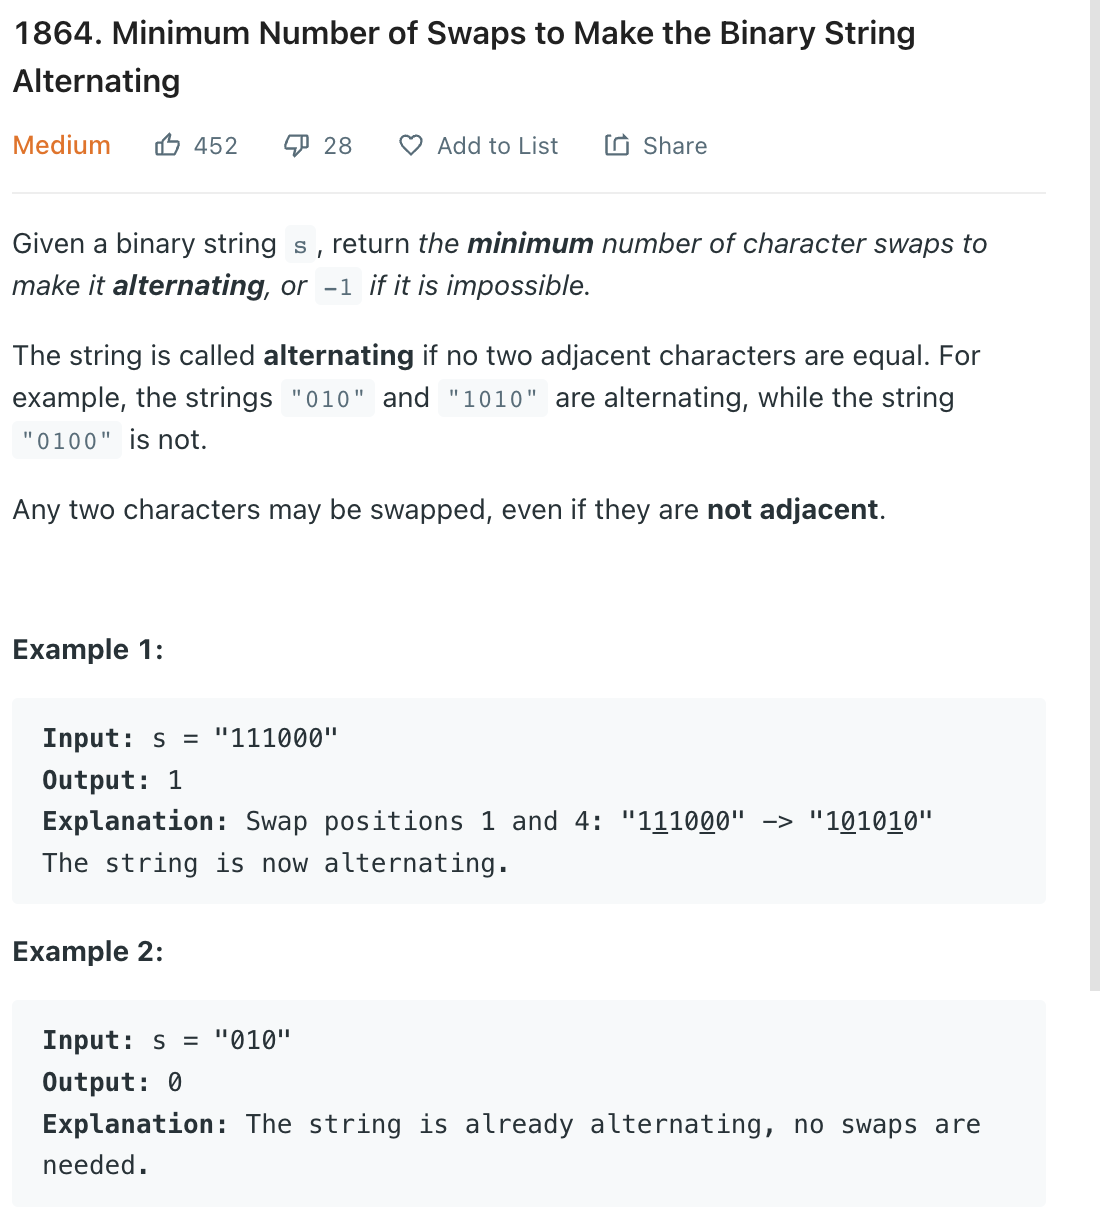 1864. Minimum Number of Swaps to Make the Binary String
Alternating
Medium 452 28 Add to List Share
Given a binary string s, return the minimum number of character swaps to
make it alternating, or -1 if it is impossible.
The string is called alternating if no two adjacent characters are equal. For
example, the strings "010" and "1010" are alternating, while the string
"0100" is not.
Any two characters may be swapped, even if they are not adjacent.
Example 1:
Input: s = "111000"
Output: 1
Explanation: Swap positions 1 and 4: "111000" -> "101010"
The string is now alternating.
Example 2:
Input: s = "010"
Output: 0
Explanation: The string is already alternating, no swaps are
needed.